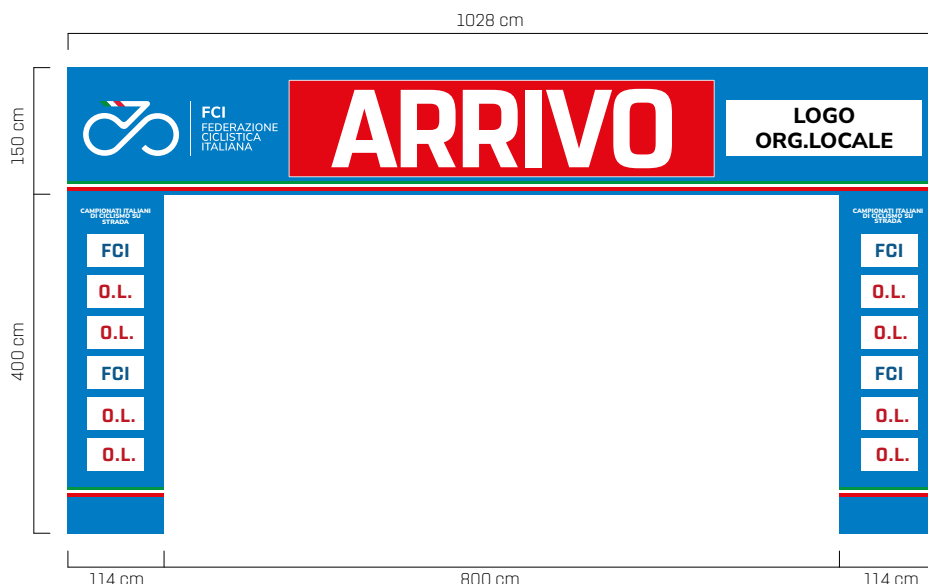 1028 cm
150 cm
FCI
FEDERAZIONE
CICLISTICA
ITALIANA
ARRIVO
LOGO
ORG.LOCALE
400 cm
CAMPIONATI ITALIANI
DI CICLISMO SU
STRADA
FCI
O.L.
O.L.
FCI
O.L.
O.L.
CAMPIONATI ITALIANI
DI CICLISMO SU
STRADA
FCI
O.L.
O.L.
FCI
O.L.
O.L.
114 cm
800 cm
114 cm